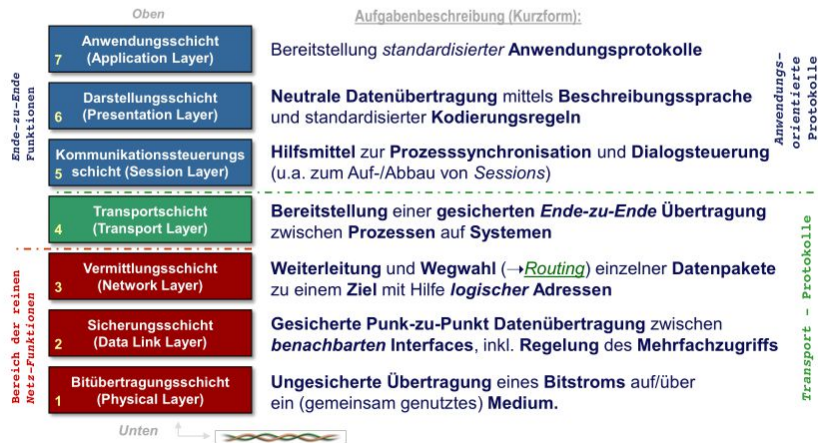 Oben
Aufgabenbeschreibung (Kurzform):
Anwendungsschicht
7 (Application Layer)
Bereitstellung standardisierter Anwendungsprotokolle
Darstellungsschicht
6 (Presentation Layer)
Neutrale Datenübertragung mittels Beschreibungssprache
und standardisierter Kodierungsregeln
Kommunikationssteuerungs
5 schicht (Session Layer)
Hilfsmittel zur Prozesssynchronisation und Dialogsteuerung
(u.a. zum Auf-/Abbau von Sessions)
Transportschicht
4 (Transport Layer)
Bereitstellung einer gesicherten Ende-zu-Ende Übertragung
zwischen Prozessen auf Systemen
Vermittlungsschicht
3 (Network Layer)
Weiterleitung und Wegwahl (→Routing) einzelner Datenpakete
zu einem Ziel mit Hilfe logischer Adressen
Sicherungsschicht
2 (Data Link Layer)
Gesicherte Punk-zu-Punkt Datenübertragung zwischen
benachbarten Interfaces, inkl. Regelung des Mehrfachzugriffs
Bitübertragungsschicht
1 (Physical Layer)
Ungesicherte Übertragung eines Bitstroms auf/über
ein (gemeinsam genutztes) Medium.
Unten
Ende-zu-Ende
Funktionen
Bereich der reinen
Netz-Funktionen
Anwendungs-
orientierte
Protokolle
Transport - Protokolle